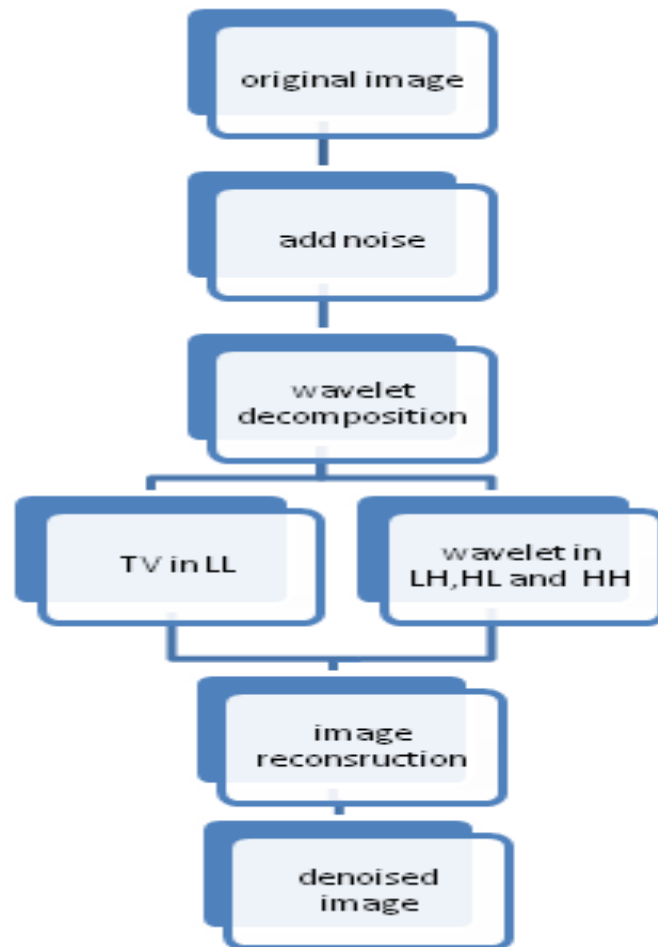 original image
add noise
wavelet
decomposition
TV in LL
wavelet in
LH,HL and HH
image
reconsruction
denoised
image